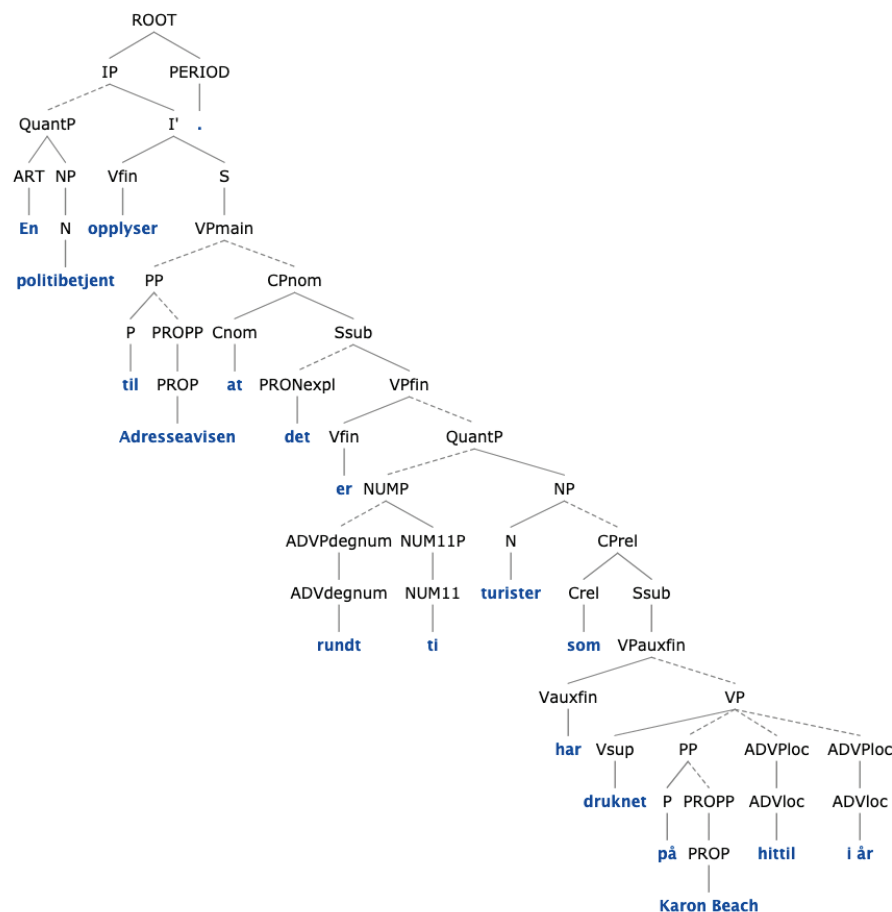 ROOT
IP PERIOD
QuantP I' .
ART NP Vfin S
En N opplyser VPmain
politibetjent PP CPnom
P PROPP Cnom Ssub
til PROP at PRONexpl VPfin
Adresseavisen det Vfin QuantP
er NUMP NP
ADVPdegnum NUM11P N CPrel
ADVdegnum NUM11 turister Crel Ssub
rundt ti som VPauxfin
Vauxfin VP
har Vsup PP ADVPloc ADVPloc
druknet P PROPP ADVloc ADVloc
på PROP hittil i år
Karon Beach